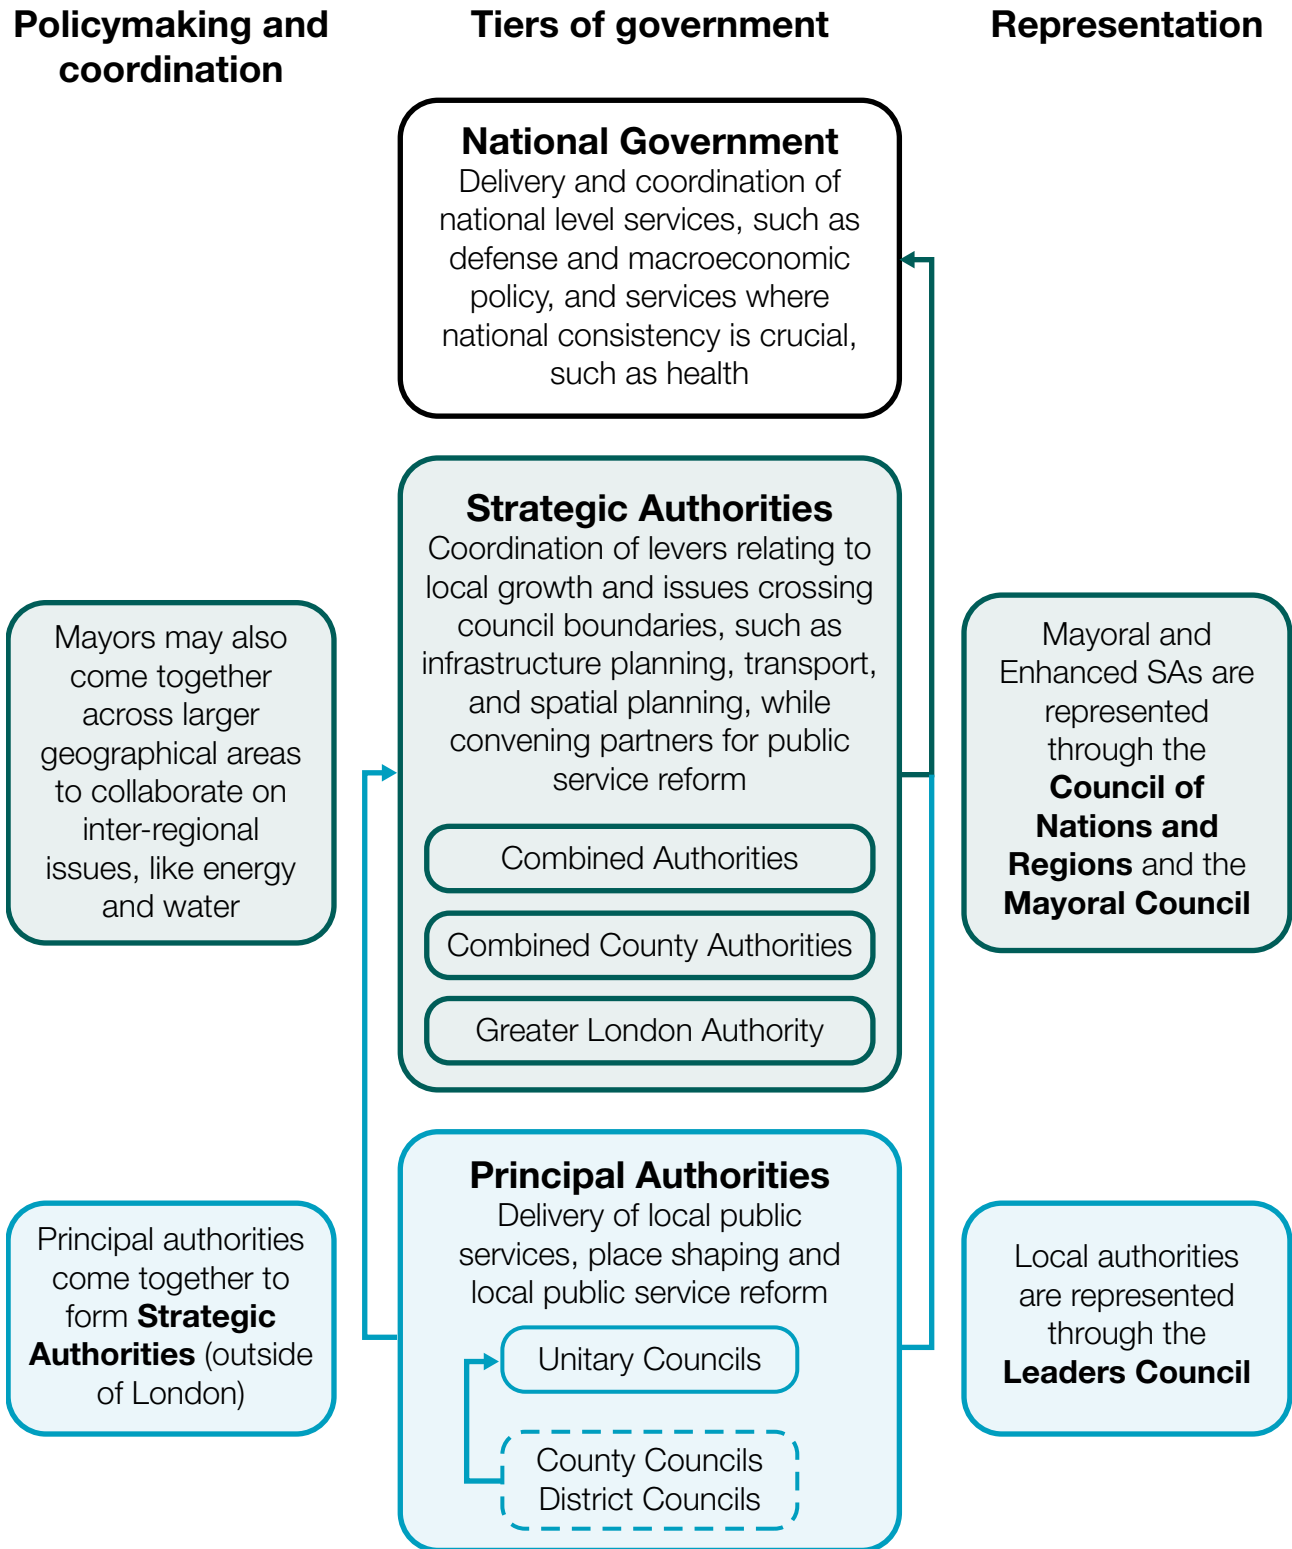 Policymaking and
coordination
Tiers of government
Representation
National Government
Delivery and coordination of
national level services, such as
defense and macroeconomic
policy, and services where
national consistency is crucial,
such as health
Strategic Authorities
Coordination of levers relating to
local growth and issues crossing
council boundaries, such as
infrastructure planning, transport,
and spatial planning, while
convening partners for public
service reform
Combined Authorities
Combined County Authorities
Greater London Authority
Mayors may also
come together
across larger
geographical areas
to collaborate on
inter-regional
issues, like energy
and water
Mayoral and
Enhanced SAs are
represented
through the
Council of
Nations and
Regions and the
Mayoral Council
Principal Authorities
Delivery of local public
services, place shaping and
local public service reform
Unitary Councils
County Councils
District Councils
Principal authorities
come together to
form Strategic
Authorities (outside
of London)
Local authorities
are represented
through the
Leaders Council